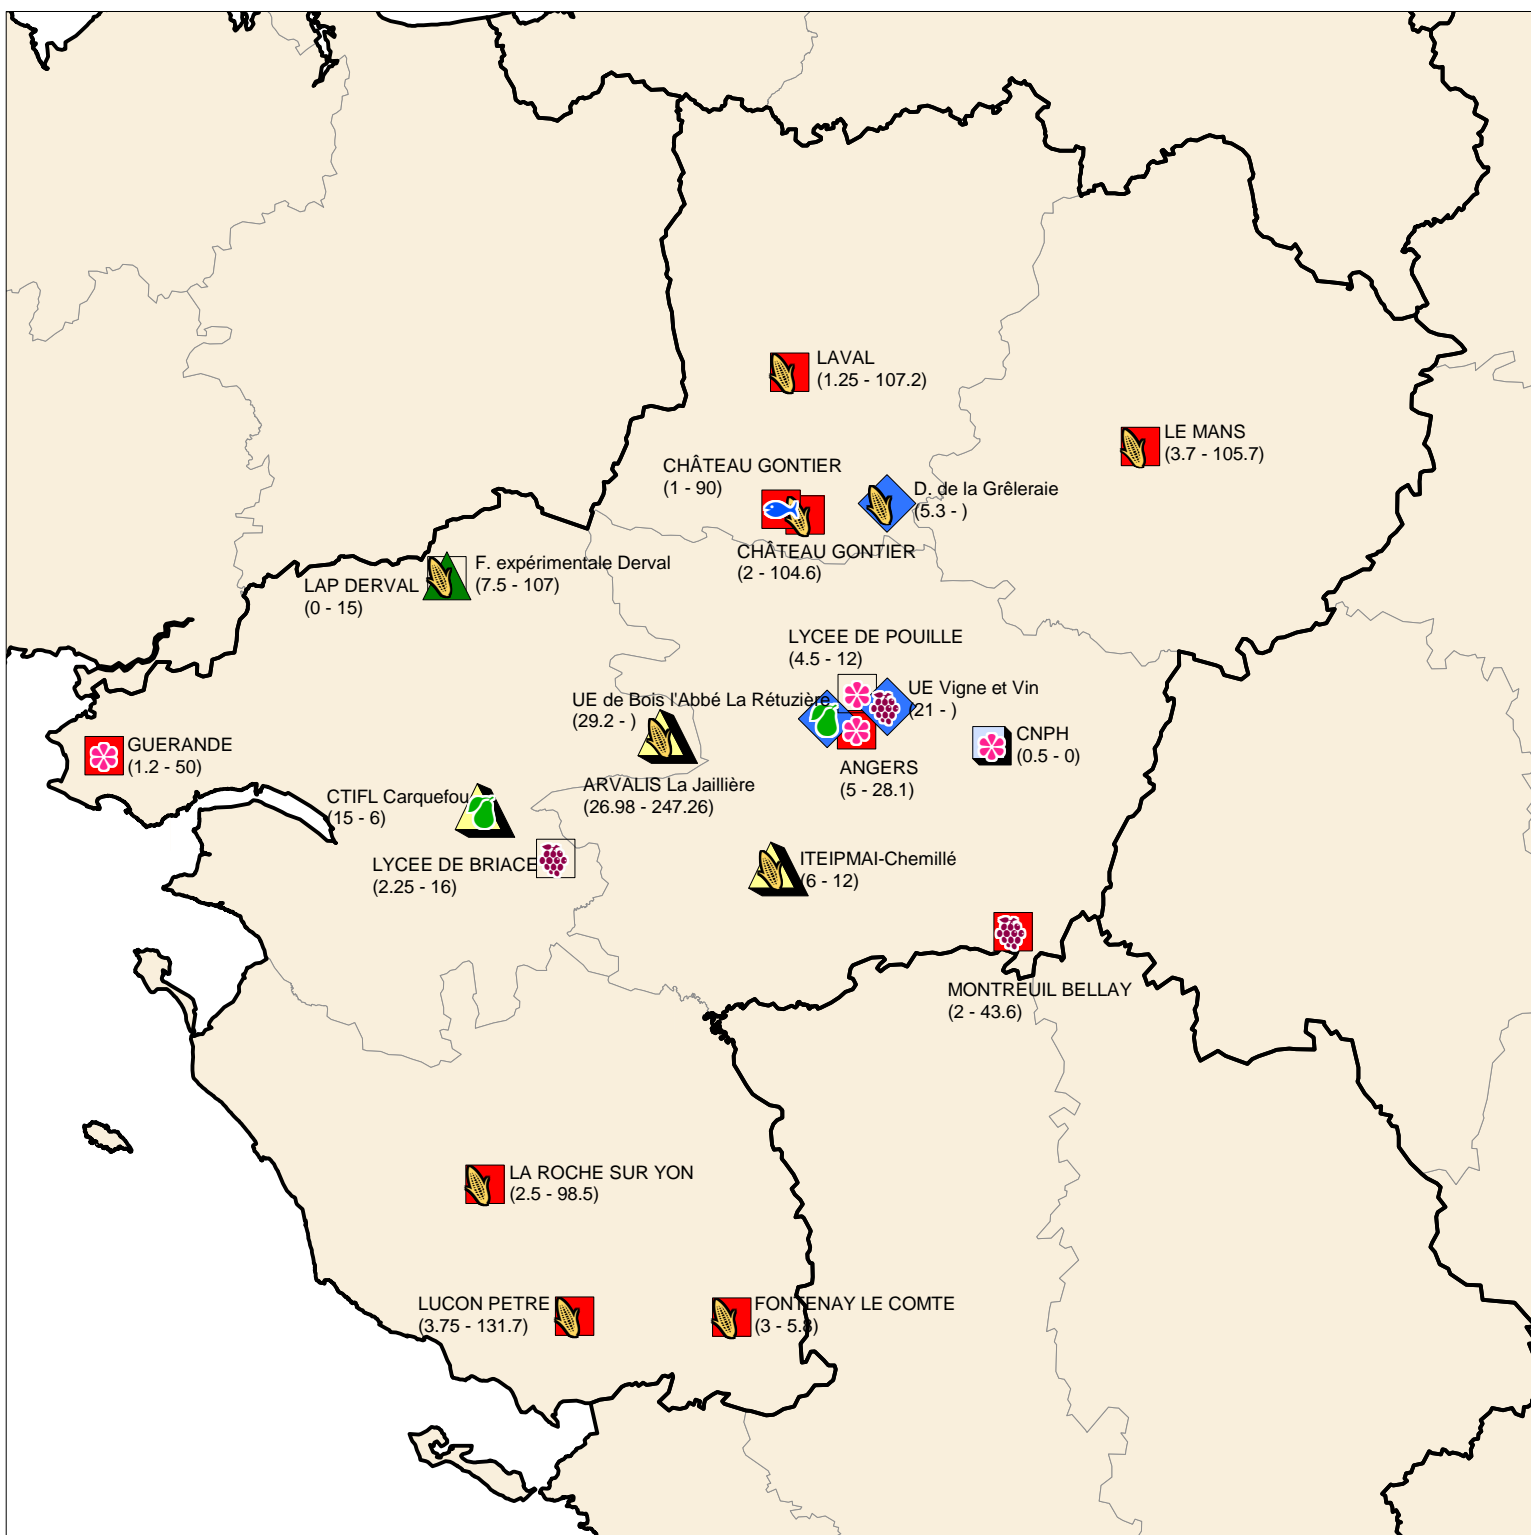 LAVAL
(1.25 - 107.2)
LE MANS
(3.7 - 105.7)
CHÂTEAU GONTIER
(1 - 90)
D. de la Grêleraie
(5.3 - )
CHÂTEAU GONTIER
(2 - 104.6)
F. expérimentale Derval
(7.5 - 107)
LAP DERVAL
(0 - 15)
LYCEE DE POUILLE
(4.5 - 12)
UE de Bois l'Abbé La Rétuzière
(29.2 - )
UE Vigne et Vin
(21 - )
GUERANDE
(1.2 - 50)
CNPH
(0.5 - 0)
ANGERS
(5 - 28.1)
ARVALIS La Jaillière
(26.98 - 247.26)
CTIFL Carquefou
(15 - 6)
LYCEE DE BRIACE
(2.25 - 16)
ITEIPMAI-Chemillé
(6 - 12)
MONTREUIL BELLAY
(2 - 43.6)
LA ROCHE SUR YON
(2.5 - 98.5)
LUCON PETRE
(3.75 - 131.7)
FONTENAY LE COMTE
(3 - 5.8)